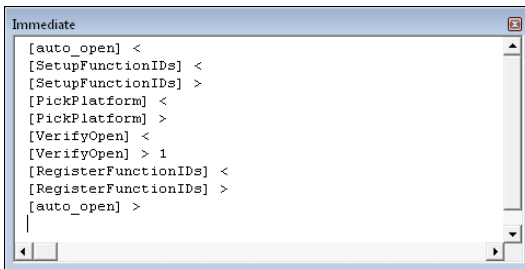 Immediate
[auto_open] <
[SetupFunctionIDs] <
[SetupFunctionIDs] >
[PickPlatform] <
[PickPlatform] >
[VerifyOpen] <
[VerifyOpen] > 1
[RegisterFunctionIDs] <
[RegisterFunctionIDs] >
[auto_open] >